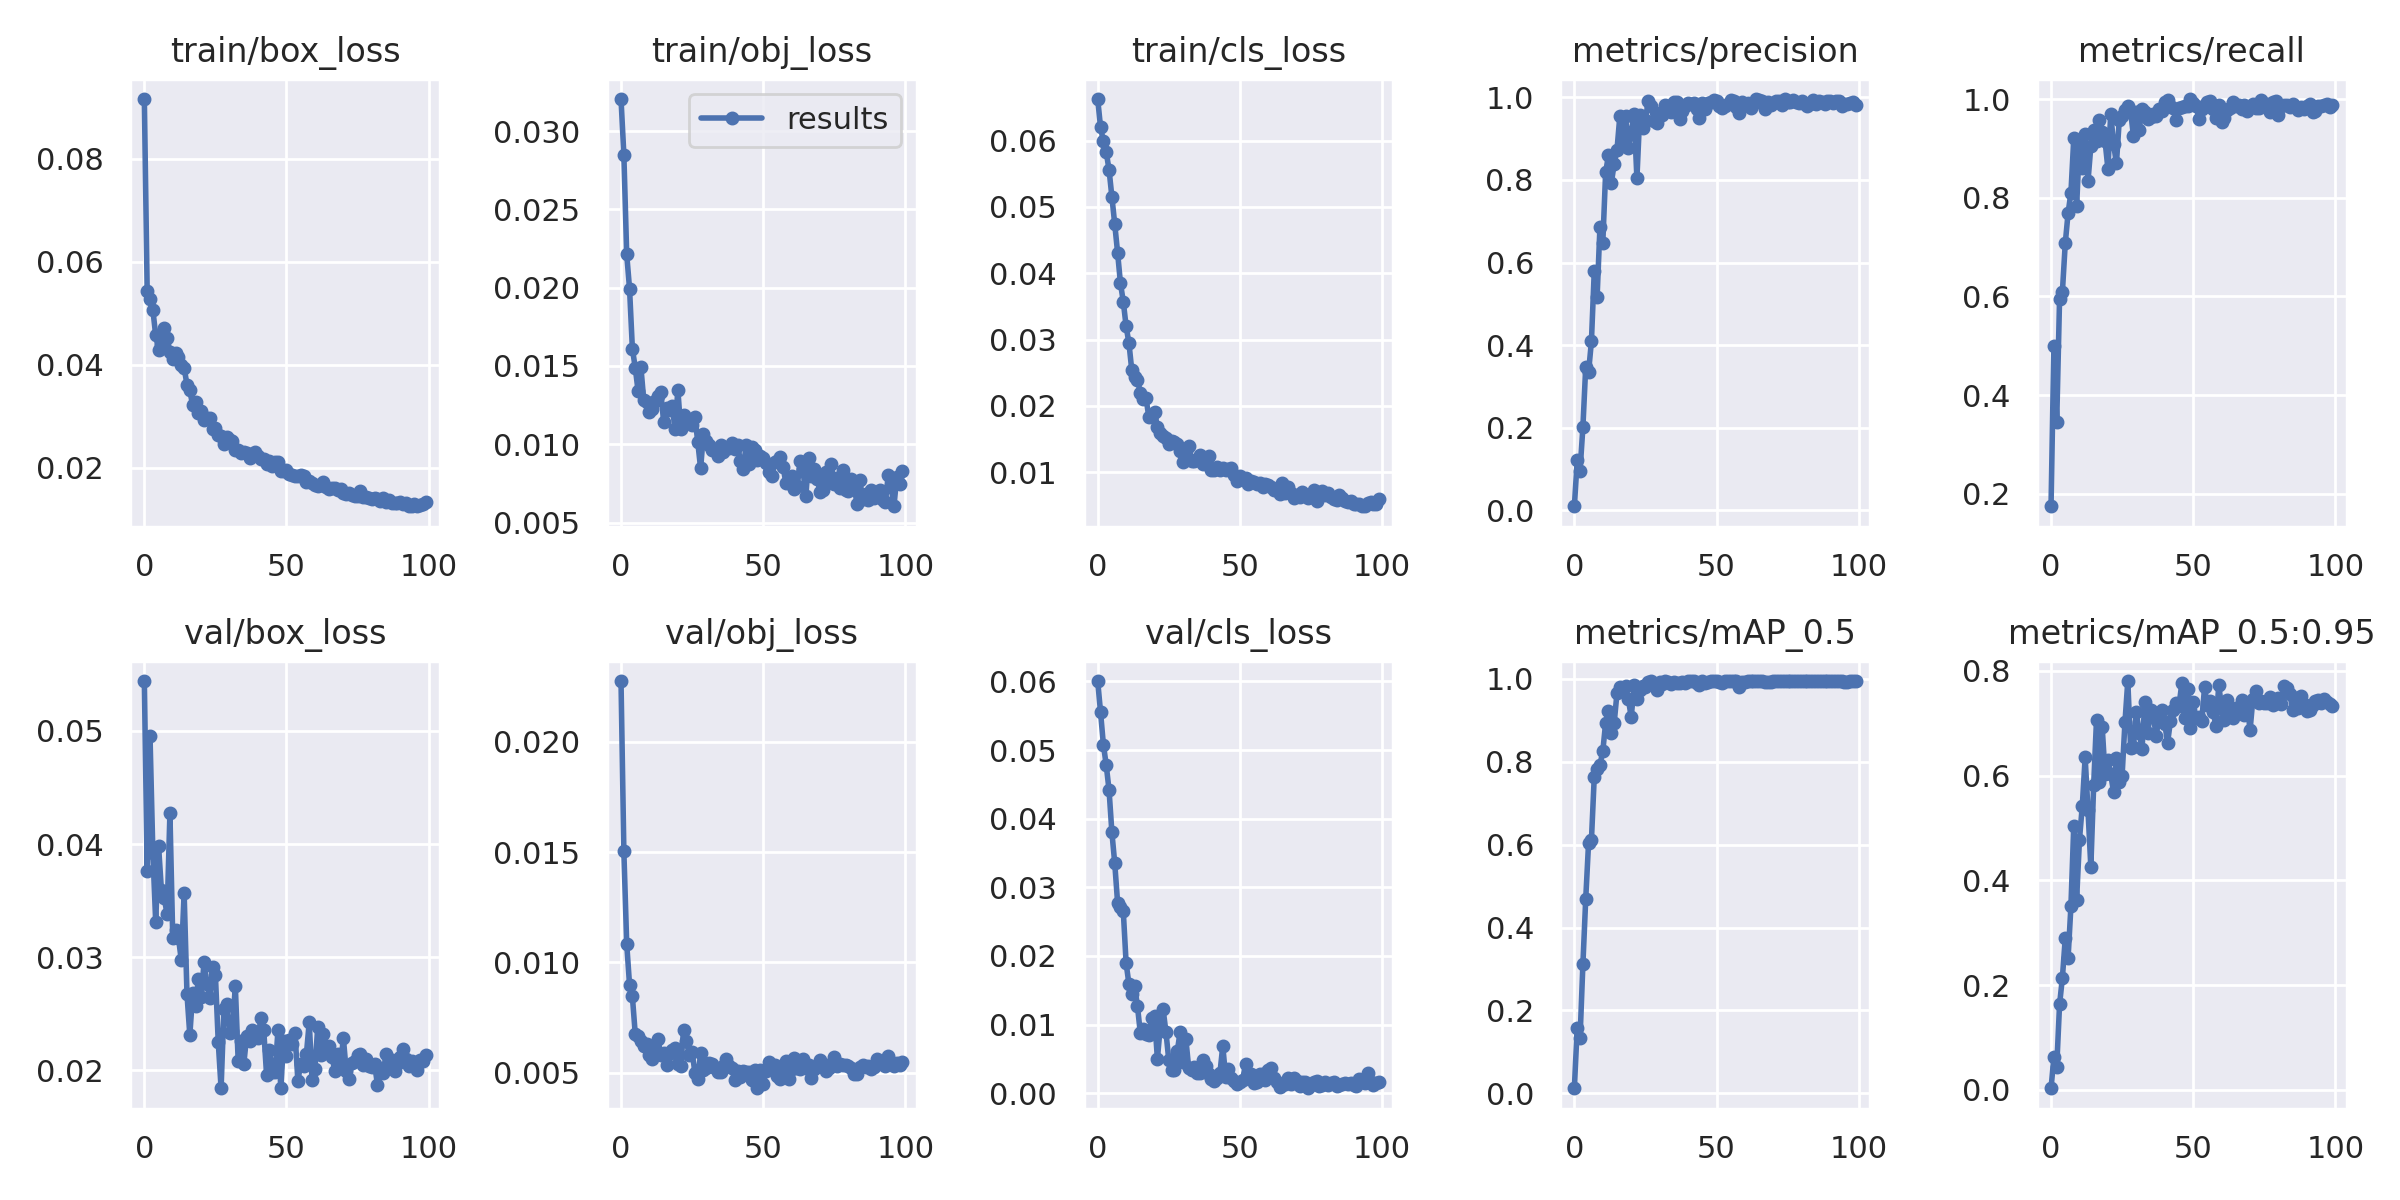 train/box_loss
0.08
0.06
0.04
0.02
0 50 100
train/obj_loss
results
0.030
0.025
0.020
0.015
0.010
0.005
0 50 100
train/cls_loss
0.06
0.05
0.04
0.03
0.02
0.01
0 50 100
metrics/precision
1.0
0.8
0.6
0.4
0.2
0.0
0 50 100
metrics/recall
1.0
0.8
0.6
0.4
0.2
0 50 100
val/box_loss
0.05
0.04
0.03
0.02
0 50 100
val/obj_loss
0.020
0.015
0.010
0.005
0 50 100
val/cls_loss
0.06
0.05
0.04
0.03
0.02
0.01
0.00
0 50 100
metrics/mAP_0.5
1.0
0.8
0.6
0.4
0.2
0.0
0 50 100
metrics/mAP_0.5:0.95
0.8
0.6
0.4
0.2
0.0
0 50 100